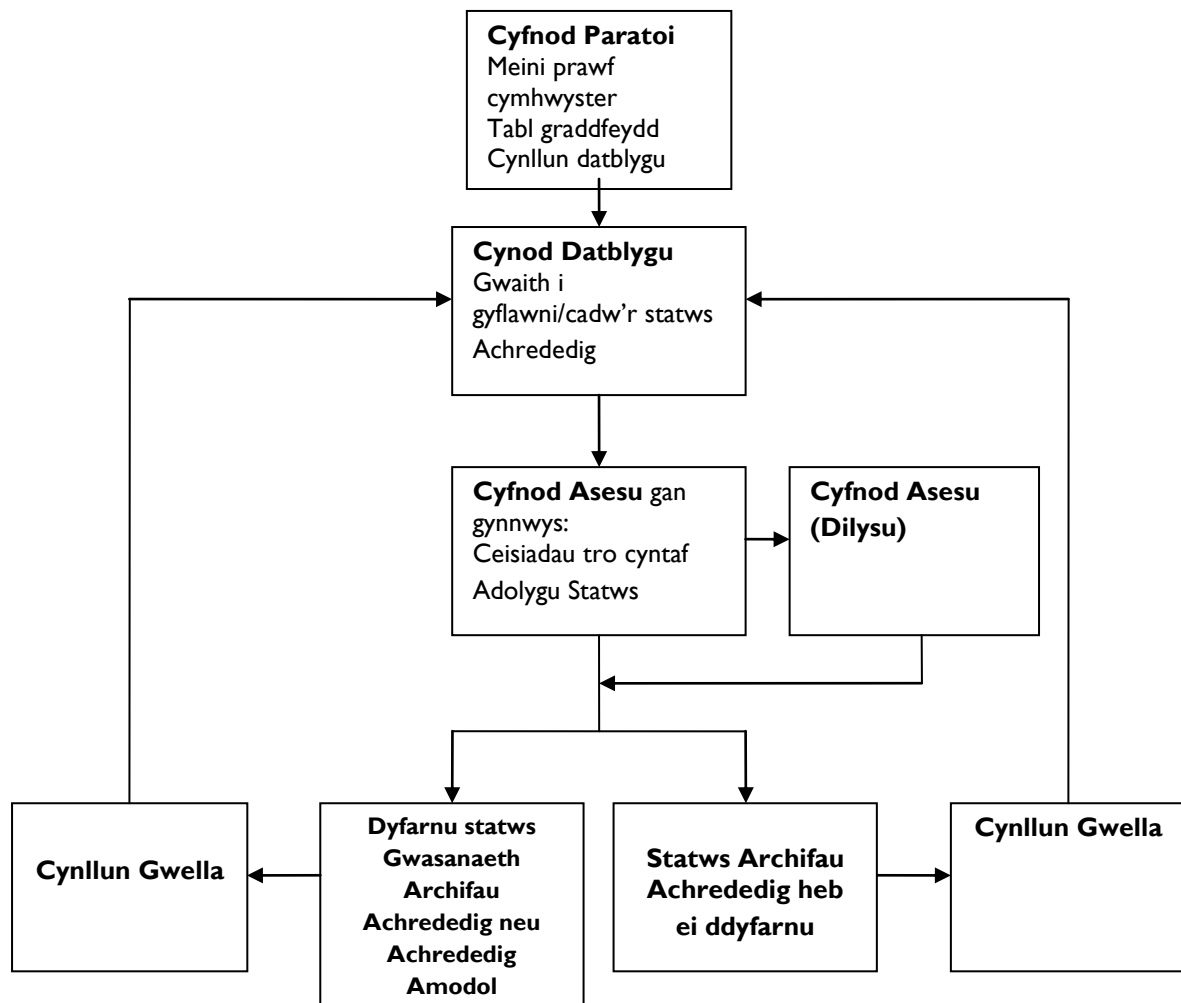 Cyfnod Paratoi
Meini prawf
cymhwyster
Tabl graddfeydd
Cynllun datblygu
Cynod Datblygu
Gwaith i
gyflawni/cadw’r statws
Achrededig
Cyfnod Asesu gan
gynnwys:
Ceisiadau tro cyntaf
Adolygu Statws
Cyfnod Asesu
(Dilysu)
Cynllun Gwella
Dyfarnu statws
Gwasanaeth
Archifau
Achrededig neu
Achrededig
Amodol
Statws Archifau
Achrededig heb
ei ddyfarnu
Cynllun Gwella